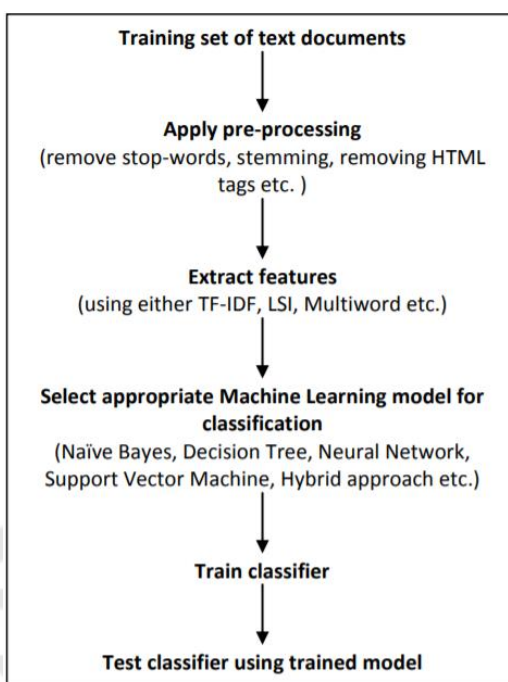 Training set of text documents
Apply pre-processing
(remove stop-words, stemming, removing HTML
tags etc. )
Extract features
(using either TF-IDF, LSI, Multiword etc.)
Select appropriate Machine Learning model for
classification
(Naïve Bayes, Decision Tree, Neural Network,
Support Vector Machine, Hybrid approach etc.)
Train classifier
Test classifier using trained model